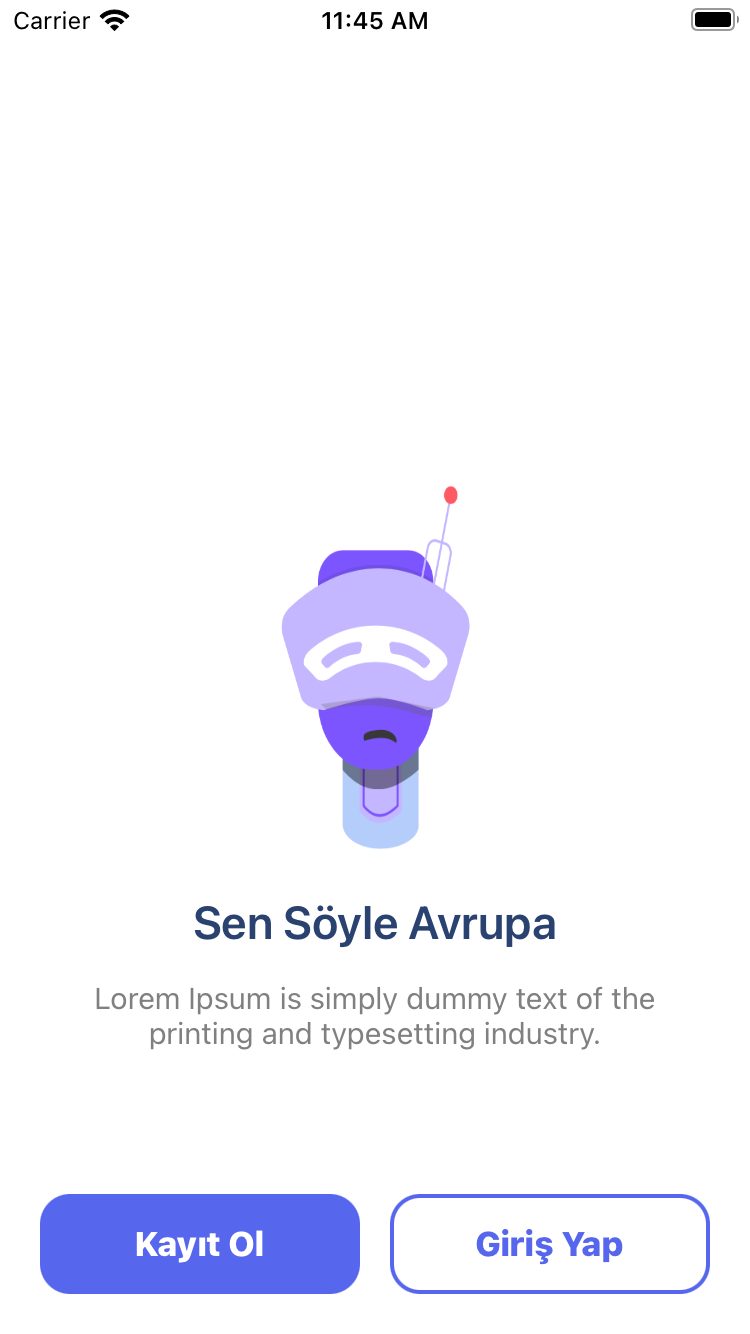 Carrier 11:45 AM
Sen Söyle Avrupa
Lorem Ipsum is simply dummy text of the
printing and typesetting industry.
Kayıt Ol Giriş Yap